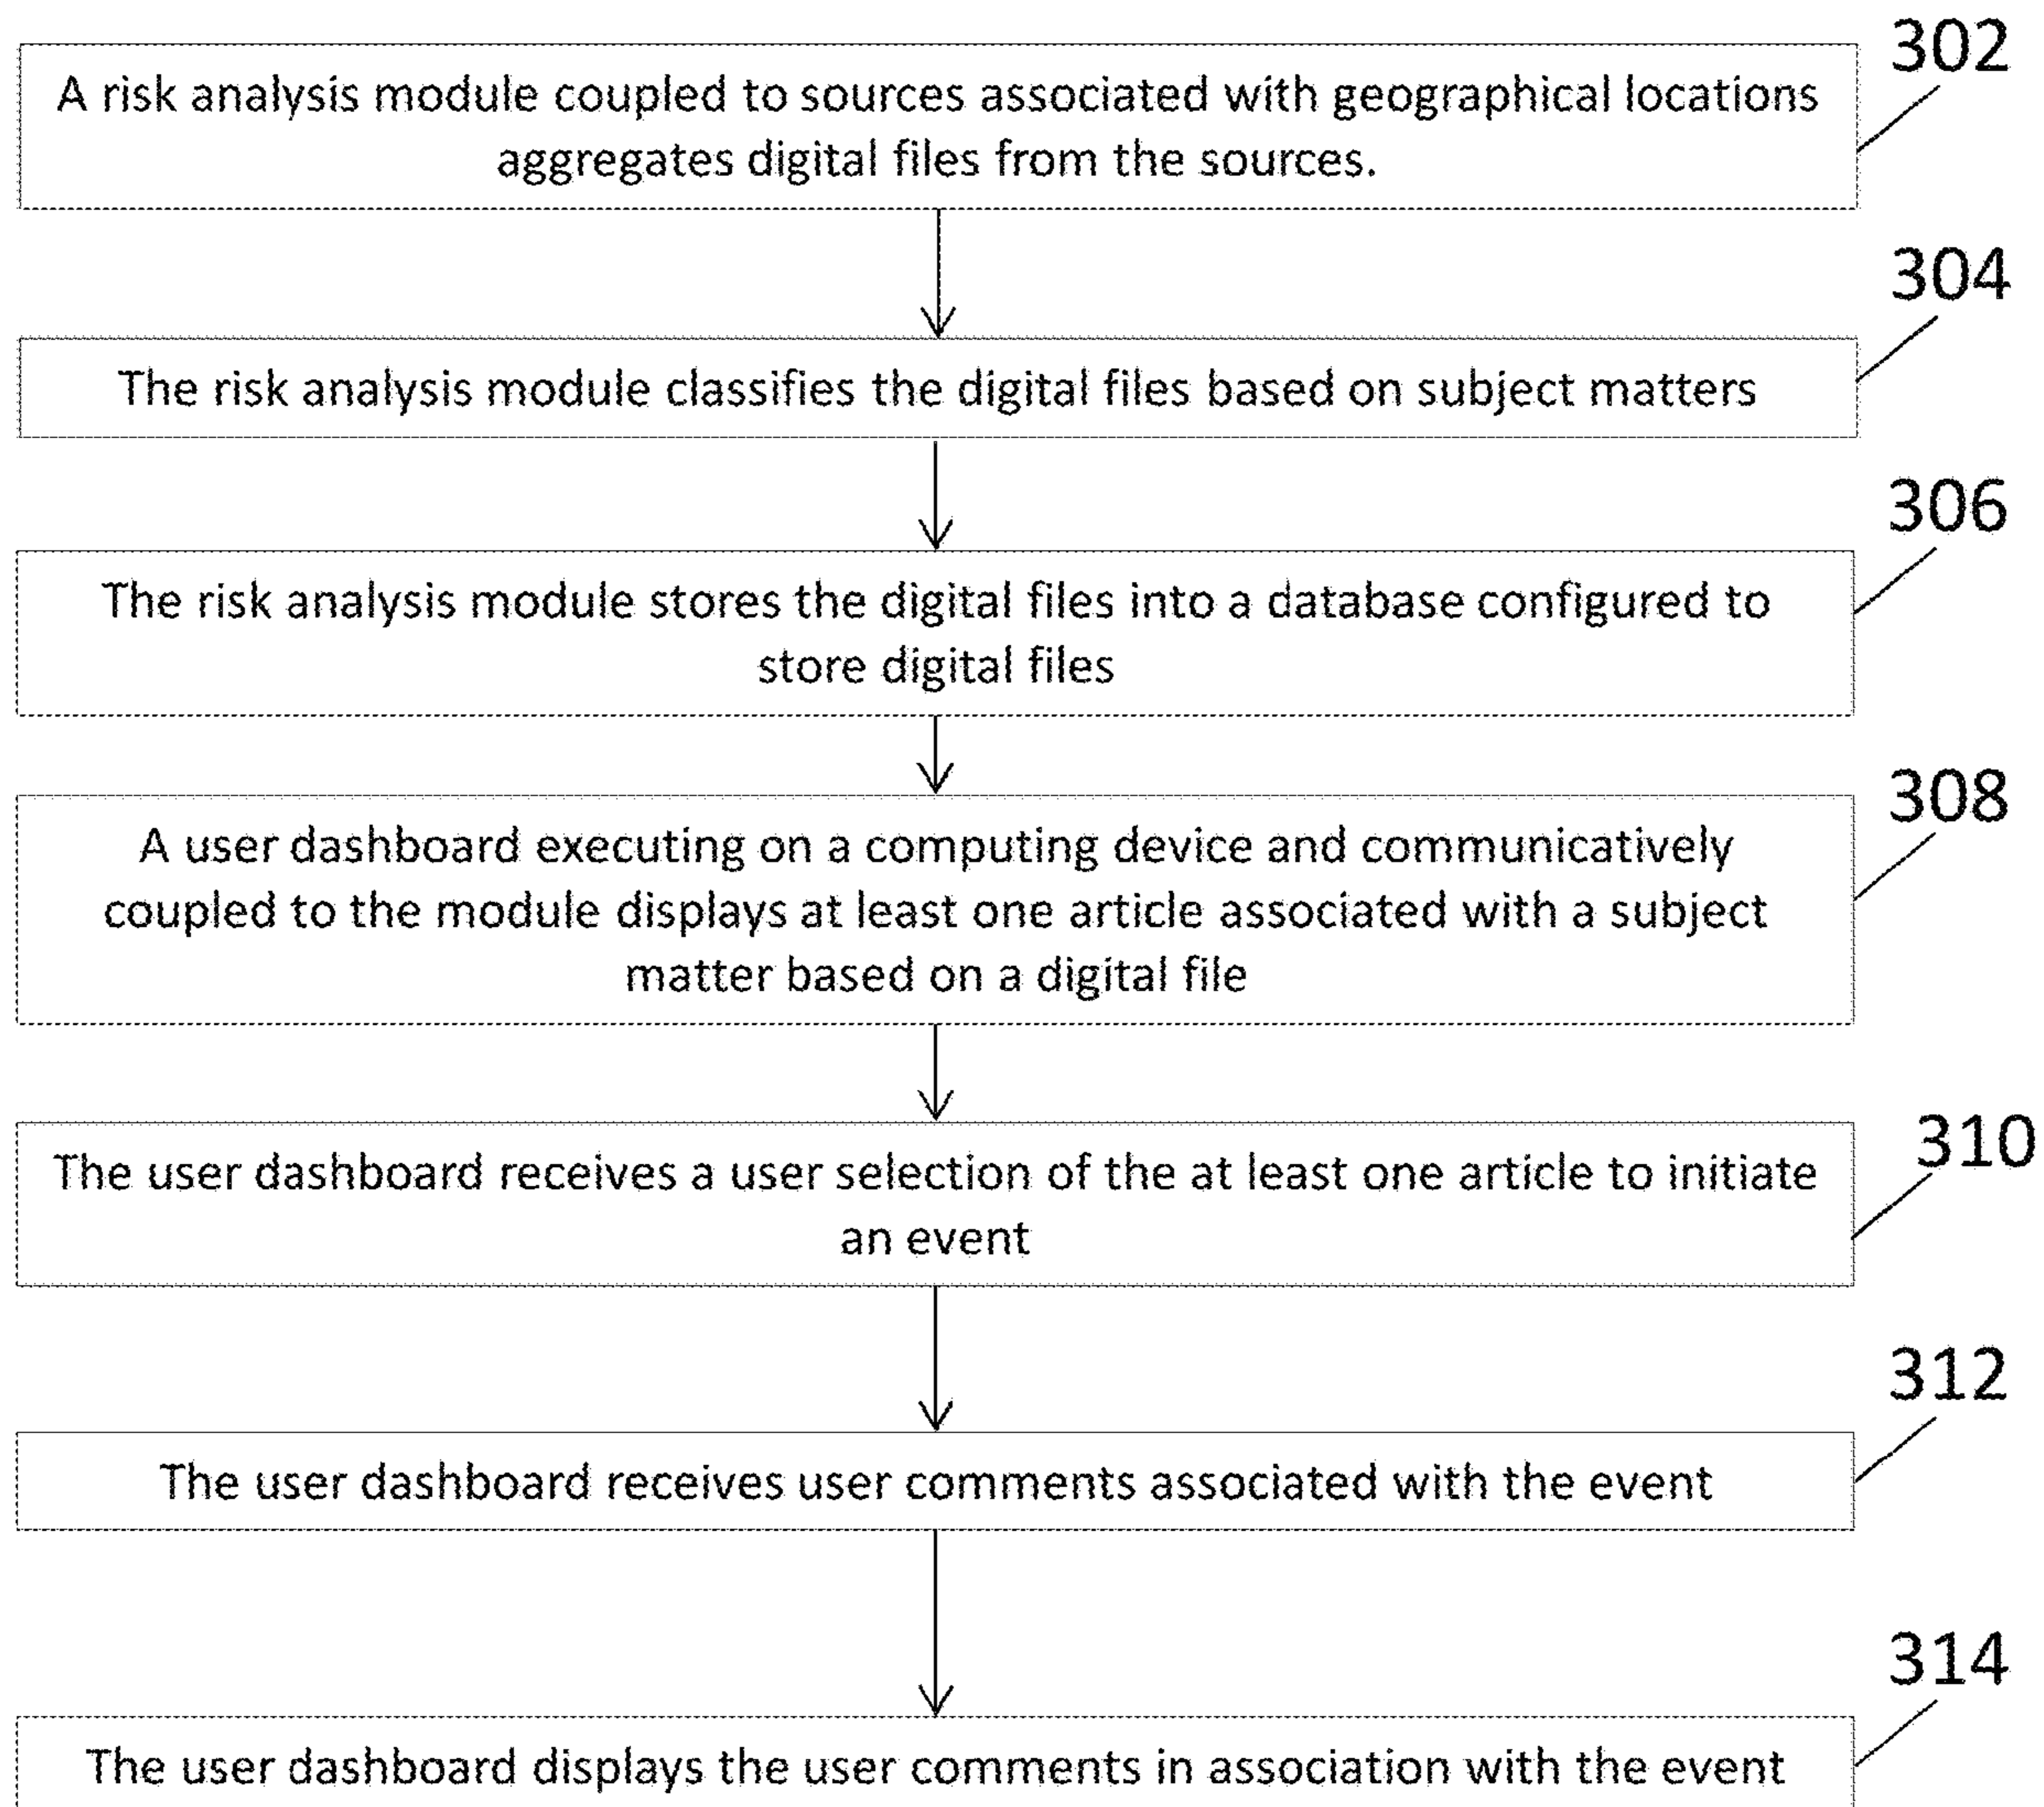 302
A risk analysis module coupled to sources associated with geographical locations
aggregates digital files from the sources.
304
The risk analysis module classifies the digital files based on subject matters
306
The risk analysis module stores the digital files into a database configured to
store digital files
308
A user dashboard executing on a computing device and communicatively
coupled to the module displays at least one article associated with a subject
matter based on a digital file
310
The user dashboard receives a user selection of the at least one article to initiate
an event
312
The user dashboard receives user comments associated with the event
314
The user dashboard displays the user comments in association with the event